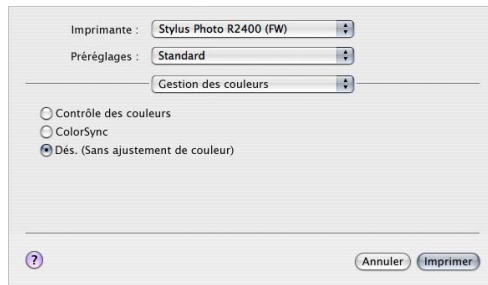 Imprimante : Stylus Photo R2400 (FW)
Préréglages : Standard
Gestion des couleurs
Contrôle des couleurs
ColorSync
Dés. (Sans ajustement de couleur)
? Annuler Imprimer